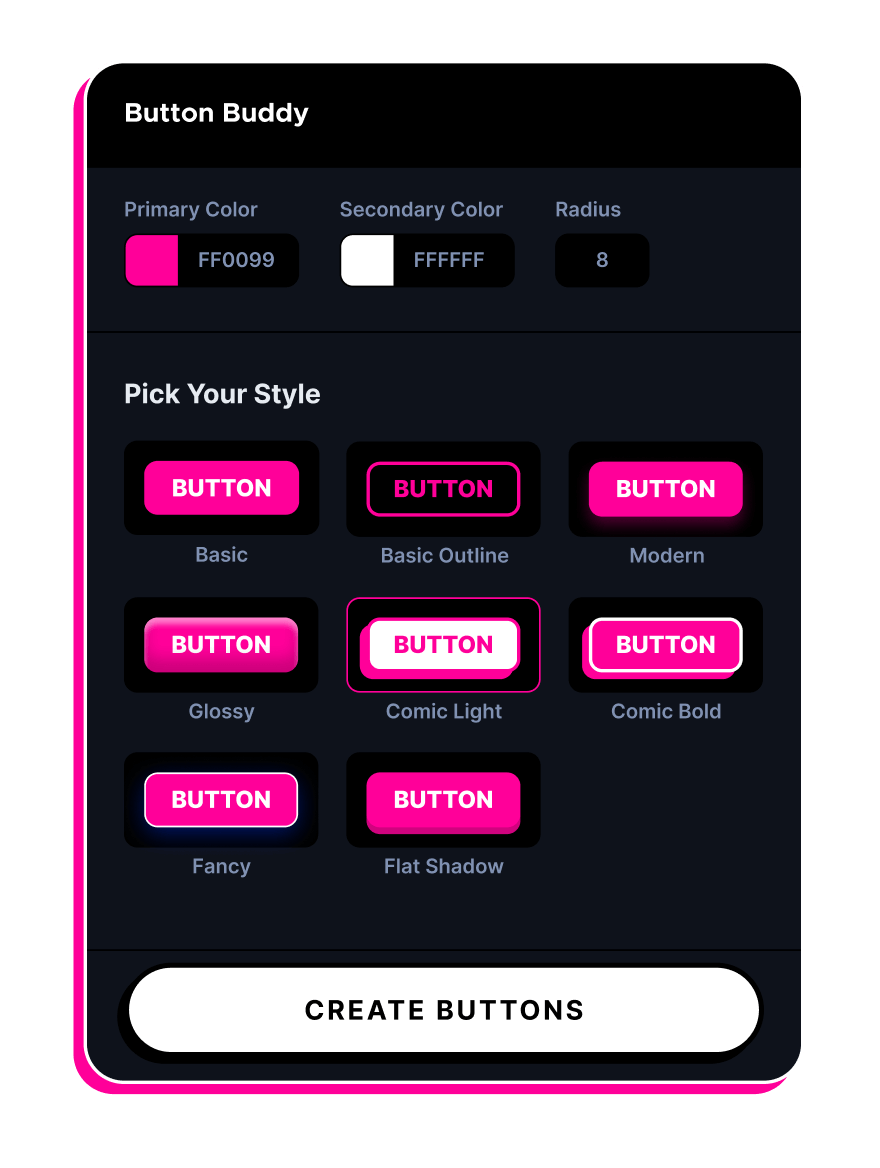 Button Buddy
Primary Color Secondary Color Radius
FF0099 FFFFFF 8
Pick Your Style
BUTTON BUTTON BUTTON
Basic Basic Outline Modern
BUTTON BUTTON BUTTON
Glossy Comic Light Comic Bold
BUTTON BUTTON
Fancy Flat Shadow
CREATE BUTTONS